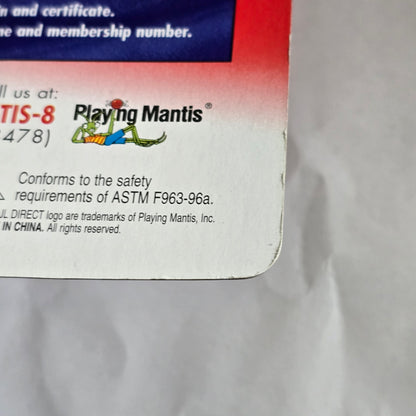 n and certificate.
e and membership number.
ll us at:
TIS-8
478)
Playing Mantis®
Conforms to the safety
requirements of ASTM F963-96a.
UL DIRECT logo are trademarks of Playing Mantis, Inc.
IN CHINA. All rights reserved.